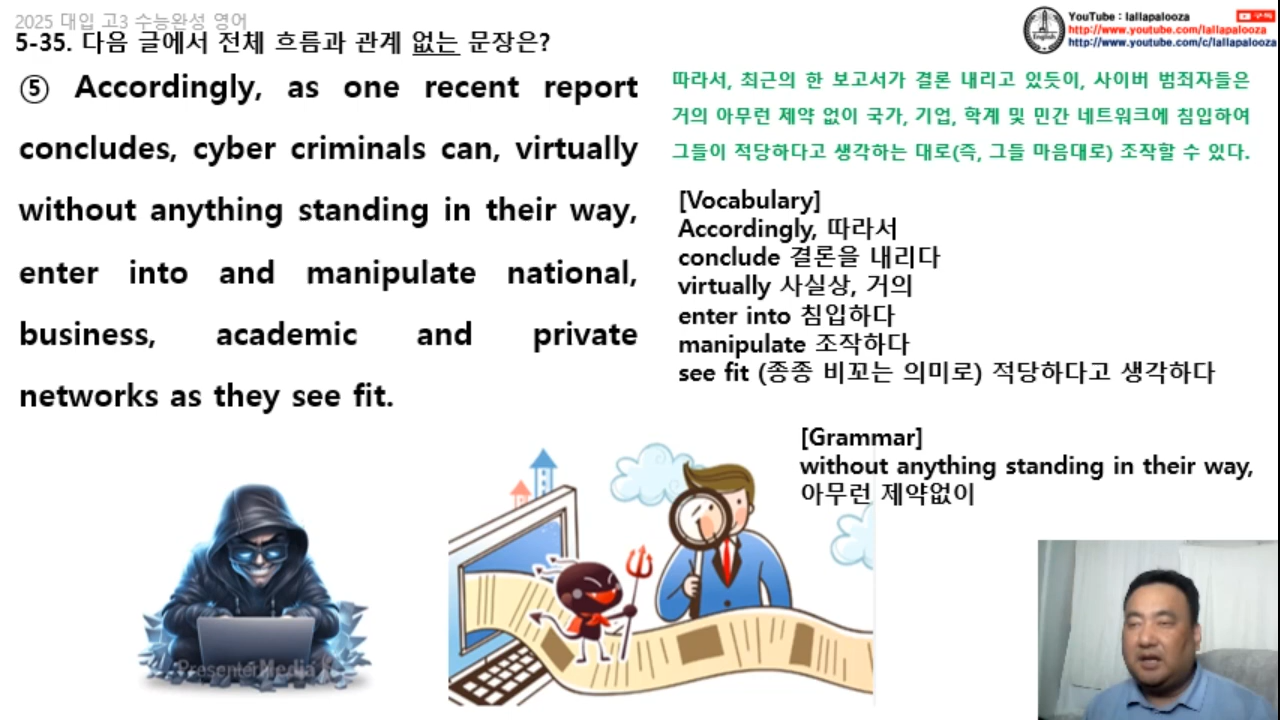 2025 대입 고3 수능완성 영어
5-35. 다음 글에서 전체 흐름과 관계 없는 문장은?
YouTube : lallapalooza
구독
http://www.youtube.com/lallapalooza
http://www.youtube.com/c/lallapalooza
English
⑤ Accordingly, as one recent report
concludes, cyber criminals can, virtually
without anything standing in their way,
enter into and manipulate national,
business, academic and private
networks as they see fit.
따라서, 최근의 한 보고서가 결론 내리고 있듯이, 사이버 범죄자들은
거의 아무런 제약 없이 국가, 기업, 학계 및 민간 네트워크에 침입하여
그들이 적당하다고 생각하는 대로(즉, 그들 마음대로) 조작할 수 있다.
[Vocabulary]
Accordingly, 따라서
conclude 결론을 내리다
virtually 사실상, 거의
enter into 침입하다
manipulate 조작하다
see fit (종종 비꼬는 의미로) 적당하다고 생각하다
[Grammar]
without anything standing in their way,
아무런 제약없이
PresenterMedia